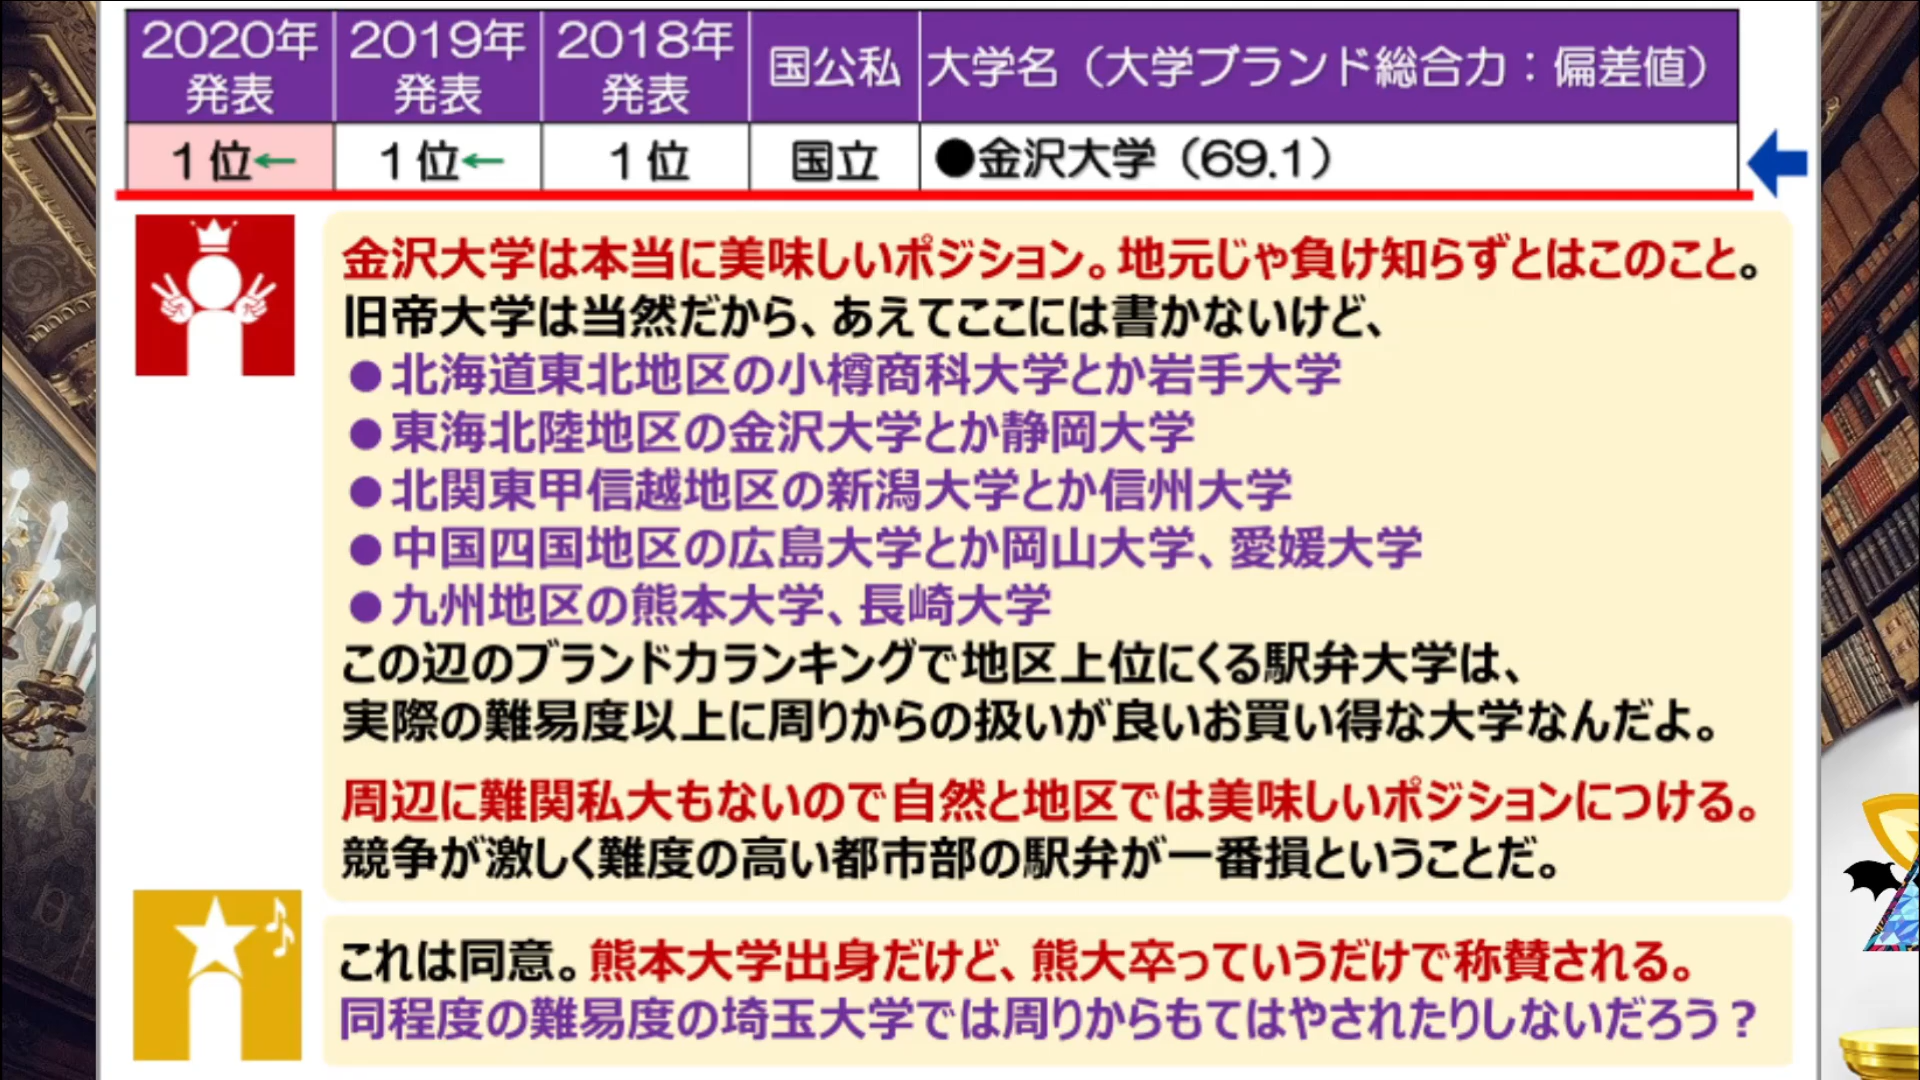 2020年発表 2019年発表 2018年発表 国公私 大学名（大学ブランド総合力：偏差値）
１位← １位← １位 国立 ●金沢大学（69.1）
金沢大学は本当に美味しいポジション。地元じゃ負け知らずとはこのこと。
旧帝大学は当然だから、あえてここには書かないけど、
●北海道東北地区の小樽商科大学とか岩手大学
●東海北陸地区の金沢大学とか静岡大学
●北関東甲信越地区の新潟大学とか信州大学
●中国四国地区の広島大学とか岡山大学、愛媛大学
●九州地区の熊本大学、長崎大学
この辺のブランド力ランキングで地区上位にくる駅弁大学は、
実際の難易度以上に周りからの扱いが良いお買い得な大学なんだよ。
周辺に難関私大もないので自然と地区では美味しいポジションにつける。
競争が激しく難度の高い都市部の駅弁が一番損ということだ。
これは同意。熊本大学出身だけど、熊大卒っていうだけで称賛される。
同程度の難易度の埼玉大学では周りからもてはやされたりしないだろう？